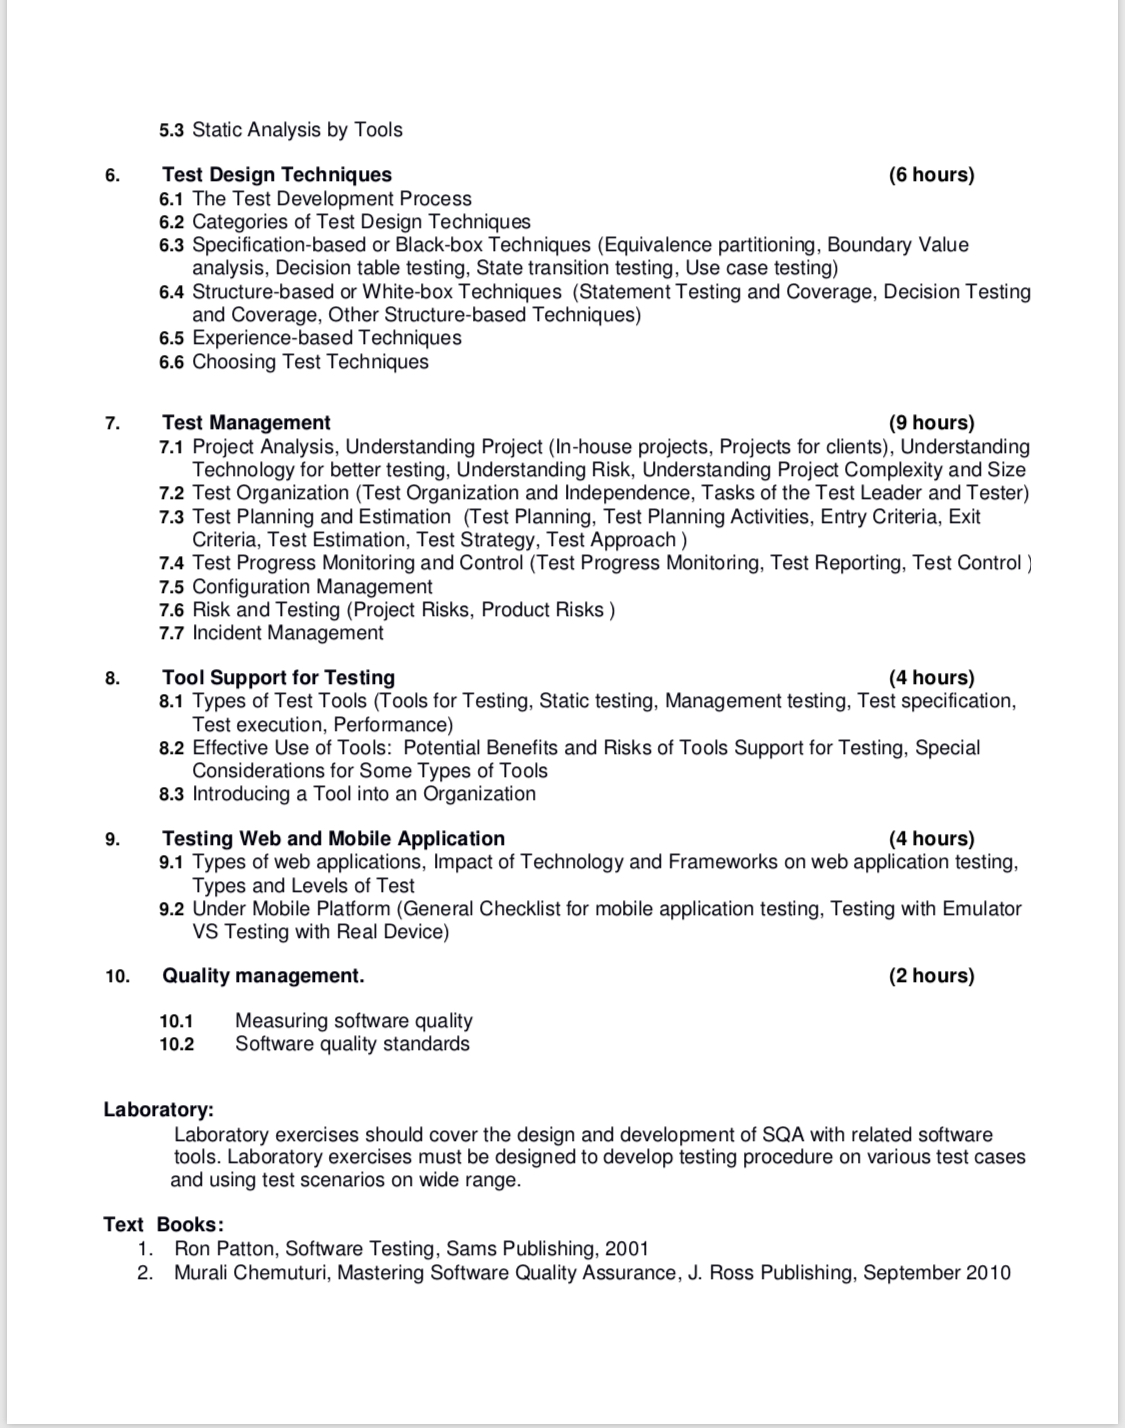 5.3 Static Analysis by Tools
6. Test Design Techniques (6 hours)
6.1 The Test Development Process
6.2 Categories of Test Design Techniques
6.3 Specification-based or Black-box Techniques (Equivalence partitioning, Boundary Value
analysis, Decision table testing, State transition testing, Use case testing)
6.4 Structure-based or White-box Techniques (Statement Testing and Coverage, Decision Testing
and Coverage, Other Structure-based Techniques)
6.5 Experience-based Techniques
6.6 Choosing Test Techniques
7. Test Management (9 hours)
7.1 Project Analysis, Understanding Project (In-house projects, Projects for clients), Understanding
Technology for better testing, Understanding Risk, Understanding Project Complexity and Size
7.2 Test Organization (Test Organization and Independence, Tasks of the Test Leader and Tester)
7.3 Test Planning and Estimation (Test Planning, Test Planning Activities, Entry Criteria, Exit
Criteria, Test Estimation, Test Strategy, Test Approach )
7.4 Test Progress Monitoring and Control (Test Progress Monitoring, Test Reporting, Test Control )
7.5 Configuration Management
7.6 Risk and Testing (Project Risks, Product Risks )
7.7 Incident Management
8. Tool Support for Testing (4 hours)
8.1 Types of Test Tools (Tools for Testing, Static testing, Management testing, Test specification,
Test execution, Performance)
8.2 Effective Use of Tools: Potential Benefits and Risks of Tools Support for Testing, Special
Considerations for Some Types of Tools
8.3 Introducing a Tool into an Organization
9. Testing Web and Mobile Application (4 hours)
9.1 Types of web applications, Impact of Technology and Frameworks on web application testing,
Types and Levels of Test
9.2 Under Mobile Platform (General Checklist for mobile application testing, Testing with Emulator
VS Testing with Real Device)
10. Quality management. (2 hours)
10.1 Measuring software quality
10.2 Software quality standards
Laboratory:
Laboratory exercises should cover the design and development of SQA with related software
tools. Laboratory exercises must be designed to develop testing procedure on various test cases
and using test scenarios on wide range.
Text Books:
1. Ron Patton, Software Testing, Sams Publishing, 2001
2. Murali Chemuturi, Mastering Software Quality Assurance, J. Ross Publishing, September 2010